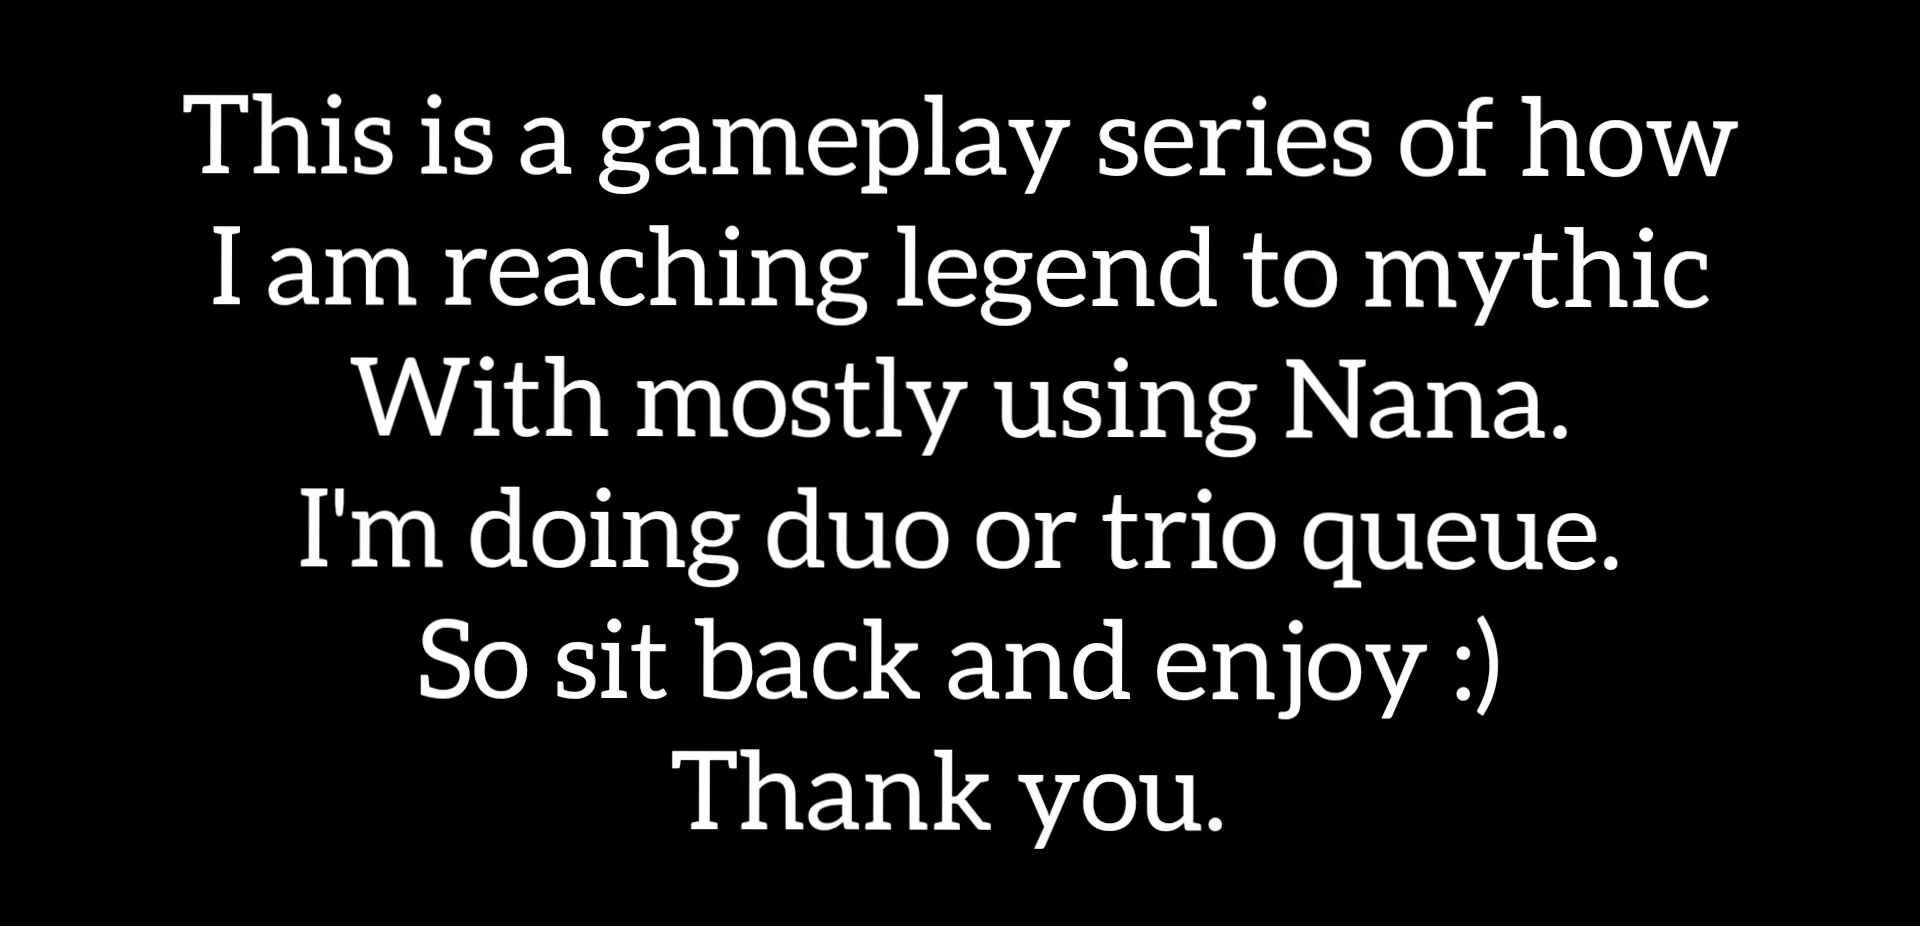 This is a gameplay series of how
I am reaching legend to mythic
With mostly using Nana.
I'm doing duo or trio queue.
So sit back and enjoy :)
Thank you.